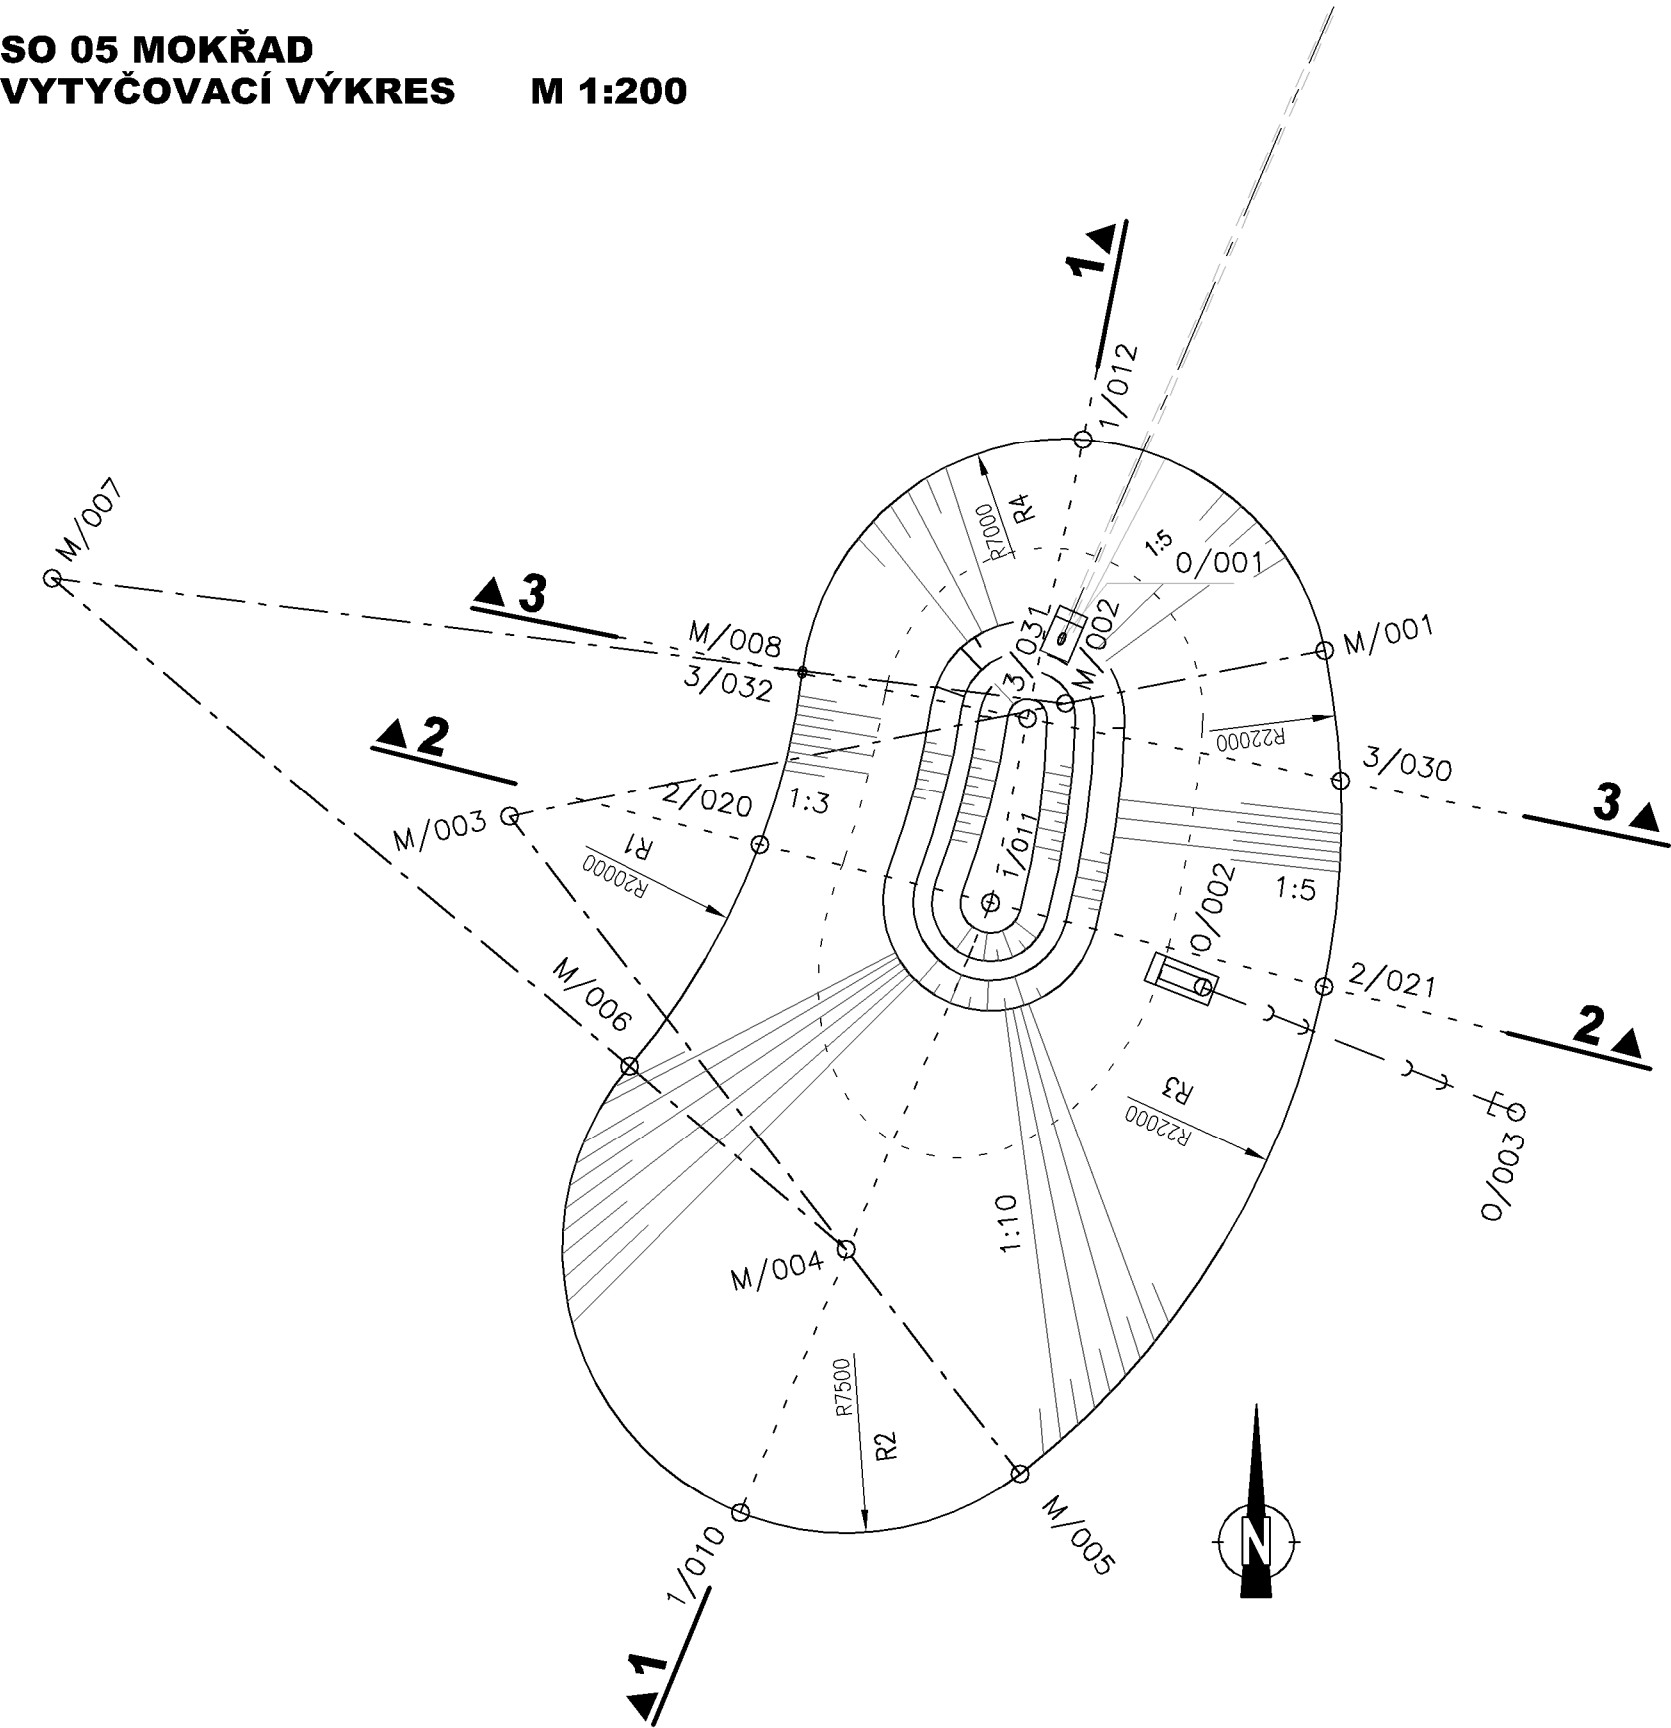 SO 05 MOKŘAD
VYTYČOVACÍ VÝKRES M 1:200
1
1/012
M/007
R7000
R4
1:5
O/001
3
M/008
3/032
3/031
M/002
M/001
2
R22000
3/030
2/020
1:3
M/003
R1
R20000
1/011
3
1:5
O/002
2/021
M/006
2
R3
R22000
O/003
1:10
M/004
R7500
R2
M/005
1/010
1
N